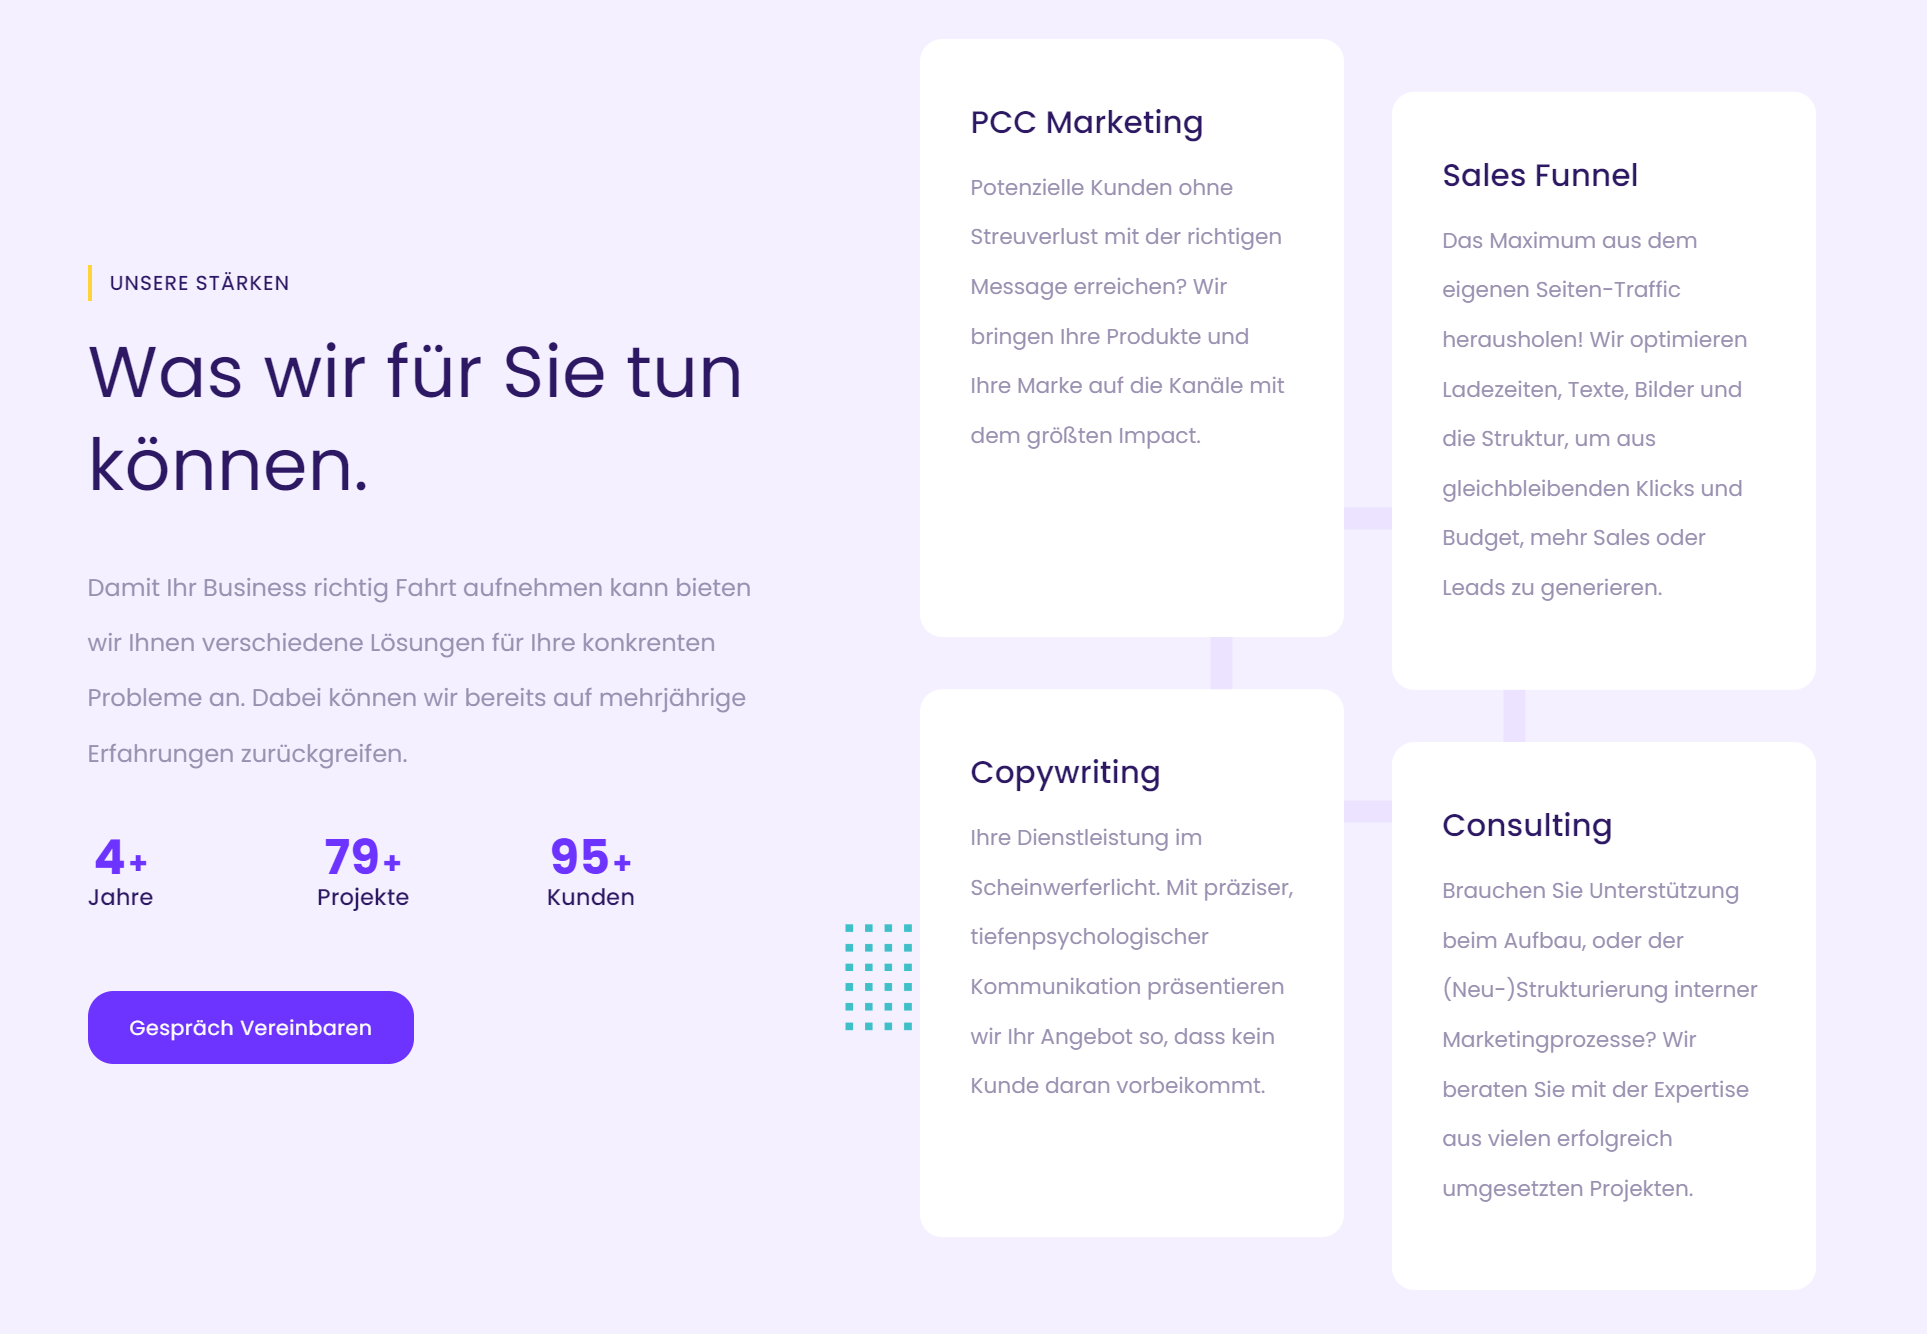 UNSERE STÄRKEN
Was wir für Sie tun
können.
Damit Ihr Business richtig Fahrt aufnehmen kann bieten
wir Ihnen verschiedene Lösungen für Ihre konkrenten
Probleme an. Dabei können wir bereits auf mehrjährige
Erfahrungen zurückgreifen.
4+
Jahre
79+
Projekte
95+
Kunden
Gespräch Vereinbaren
PCC Marketing
Potenzielle Kunden ohne
Streuverlust mit der richtigen
Message erreichen? Wir
bringen Ihre Produkte und
Ihre Marke auf die Kanäle mit
dem größten Impact.
Sales Funnel
Das Maximum aus dem
eigenen Seiten-Traffic
herausholen! Wir optimieren
Ladezeiten, Texte, Bilder und
die Struktur, um aus
gleichbleibenden Klicks und
Budget, mehr Sales oder
Leads zu generieren.
Copywriting
Ihre Dienstleistung im
Scheinwerferlicht. Mit präziser,
tiefenpsychologischer
Kommunikation präsentieren
wir Ihr Angebot so, dass kein
Kunde daran vorbeikommt.
Consulting
Brauchen Sie Unterstützung
beim Aufbau, oder der
(Neu-)Strukturierung interner
Marketingprozesse? Wir
beraten Sie mit der Expertise
aus vielen erfolgreich
umgesetzten Projekten.